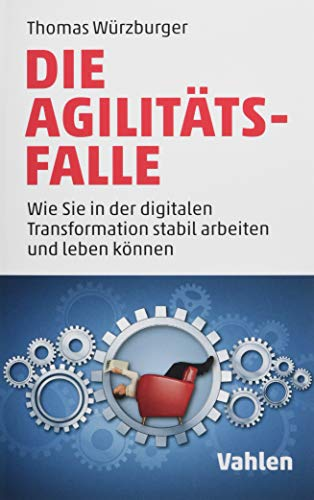 Thomas Würzburger
DIE
AGILITÄTS-
FALLE
Wie Sie in der digitalen
Transformation stabil arbeiten
und leben können
Vahlen